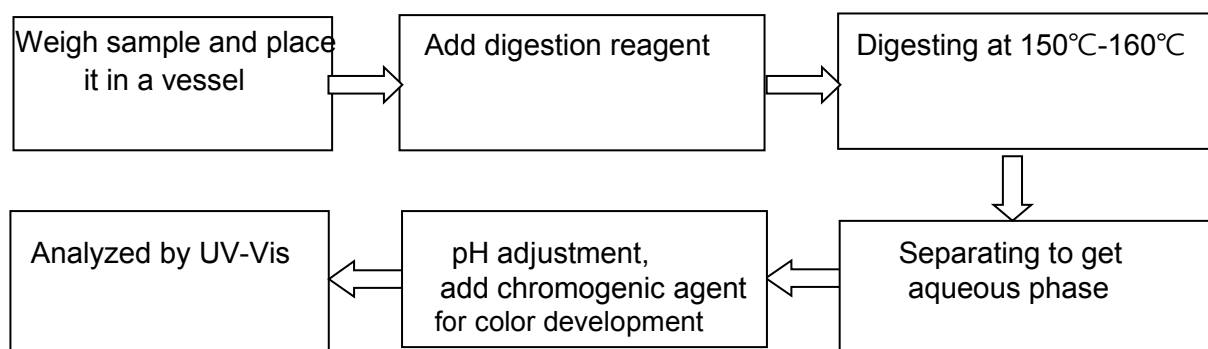 Weigh sample and place
it in a vessel
Add digestion reagent
Digesting at 150℃-160℃
Separating to get
aqueous phase
pH adjustment,
add chromogenic agent
for color development
Analyzed by UV-Vis